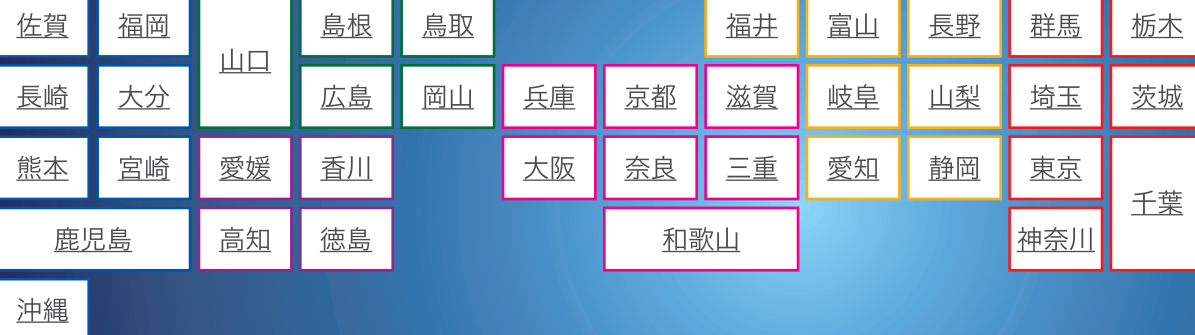 佐賀
福岡
山口
島根
鳥取
福井
富山
長野
群馬
栃木
長崎
大分
広島
岡山
兵庫
京都
滋賀
岐阜
山梨
埼玉
茨城
熊本
宮崎
愛媛
香川
大阪
奈良
三重
愛知
静岡
東京
千葉
鹿児島
高知
徳島
和歌山
神奈川
沖縄